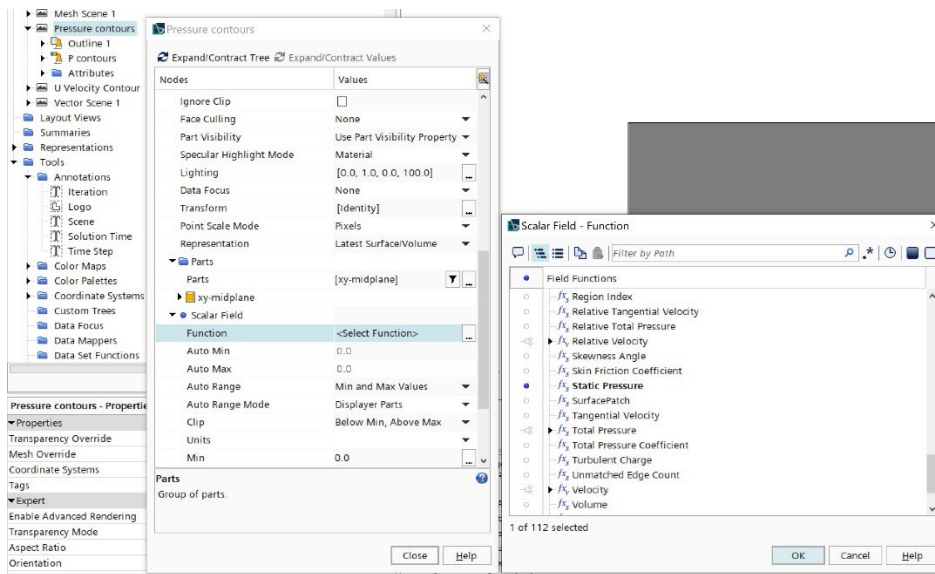 Mesh Scene 1
Pressure contours
Outline 1
P contours
Attributes
U Velocity Contour
Vector Scene 1
Layout Views
Summaries
Representations
Tools
Annotations
Iteration
Logo
Scene
Solution Time
Time Step
Color Maps
Color Palettes
Coordinate Systems
Custom Trees
Data Focus
Data Mappers
Data Set Functions
Pressure contours - Propertie
Properties
Transparency Override
Mesh Override
Coordinate Systems
Tags
Expert
Enable Advanced Rendering
Transparency Mode
Aspect Ratio
Orientation
Pressure contours
Expand/Contract Tree Expand/Contract Values
Nodes Values
Ignore Clip
Face Culling None
Part Visibility Use Part Visibility Property
Specular Highlight Mode Material
Lighting [0.0, 1.0, 0.0, 100.0]
Data Focus None
Transform [Identity]
Point Scale Mode Pixels
Representation Latest Surface/Volume
Parts
Parts [xy-midplane]
xy-midplane
Scalar Field
Function <Select Function>
Auto Min 0.0
Auto Max 0.0
Auto Range Min and Max Values
Auto Range Mode Displayer Parts
Clip Below Min, Above Max
Units
Min 0.0
Parts
Group of parts.
Close Help
Scalar Field - Function
Filter by Path
Field Functions
Region Index
Relative Tangential Velocity
Relative Total Pressure
Relative Velocity
Skewness Angle
Skin Friction Coefficient
Static Pressure
SurfacePatch
Tangential Velocity
Total Pressure
Total Pressure Coefficient
Turbulent Charge
Unmatched Edge Count
Velocity
Volume
1 of 112 selected
OK Cancel Help